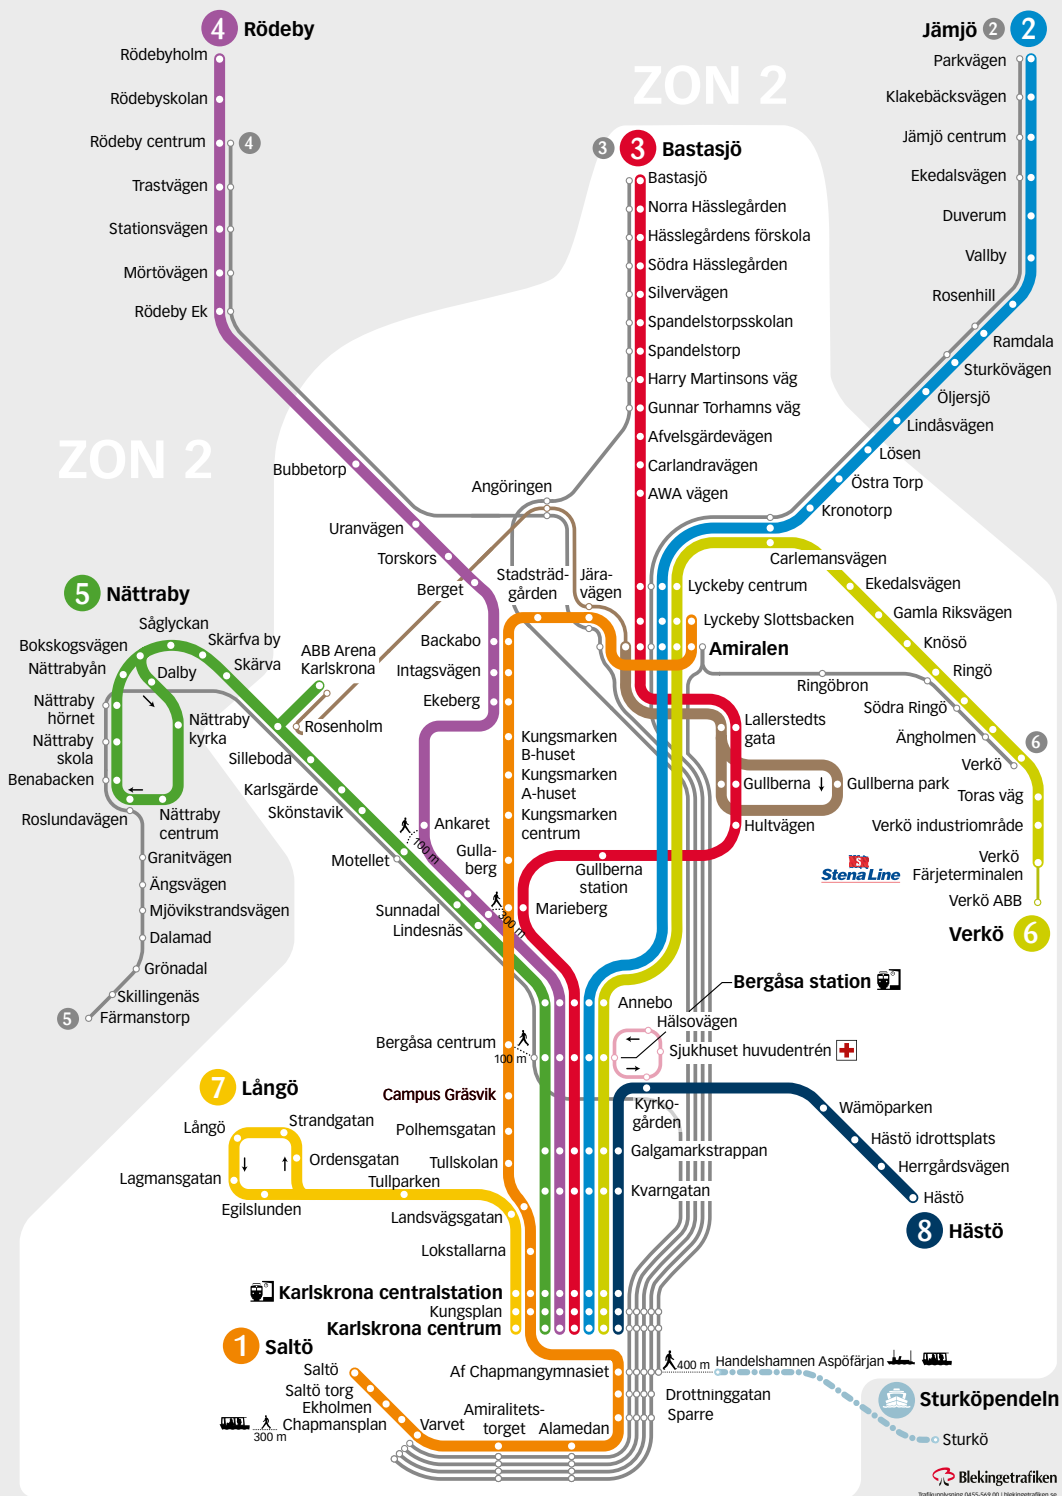 4 Rödeby
Rödebyholm
Rödebyskolan
Rödeby centrum
4
Trastvägen
Stationsvägen
Mörtövägen
Rödeby Ek
Bubbetorp
Uranvägen
Torskors
Berget
Backabo
Intagsvägen
Ekeberg
Ankaret
100 m
ZON 2
ZON 2
3 3 Bastasjö
Bastasjö
Norra Hässlegården
Hässlegårdens förskola
Södra Hässlegården
Silvervägen
Spandelstorpsskolan
Spandelstorp
Harry Martinsons väg
Gunnar Torhamns väg
Afvelsgärdevägen
Carlandravägen
AWA vägen
Angöringen
Stadsträd-
gården
Jära-
vägen
Jämjö 2 2
Parkvägen
Klakebäcksvägen
Jämjö centrum
Ekedalsvägen
Duverum
Vallby
Rosenhill
Ramdala
Sturkövägen
Öljersjö
Lindåsvägen
Lösen
Östra Torp
Kronotorp
Carlemansvägen
Lyckeby centrum
Lyckeby Slottsbacken
Amiralen
Ekedalsvägen
Gamla Riksvägen
Knösö
Ringö
Ringöbron
Södra Ringö
Ängholmen
Verkö
6
Toras väg
Verkö industriområde
Verkö
Färjeterminalen
Stena Line
Verkö ABB
Verkö 6
5 Nättraby
Såglyckan
Bokskogsvägen
Skärfva by
Nättrabyån
Dalby
Skärva
ABB Arena
Karlskrona
Rosenholm
Nättraby
hörnet
Nättraby
kyrka
Nättraby
skola
Silleboda
Benabacken
Karlsgärde
Roslundavägen
Nättraby
centrum
Skönstavik
Motellet
Sunnadal
Lindesnäs
Granitvägen
Ängsvägen
Mjövikstrandsvägen
Dalamad
Grönadal
Skillingenäs
5 Färmanstorp
Kungsmarken
B-huset
Kungsmarken
A-huset
Kungsmarken
centrum
Gulla-
berg
300 m
Marieberg
Lallerstedts
gata
Gullberna
Gullberna park
Hultvägen
Gullberna
station
Bergåsa station
Annebo
Hälsovägen
Sjukhuset huvudentrén
Bergåsa centrum
100 m
Campus Gräsvik
Polhemsgatan
Tullskolan
Kyrko-
gården
Galgamarkstrappan
Kvarngatan
Wämöparken
Hästö idrottsplats
Herrgårdsvägen
Hästö
8 Hästö
7 Långö
Långö
Strandgatan
Ordensgatan
Lagmansgatan
Tullparken
Egilslunden
Landsvägsgatan
Lokstallarna
Karlskrona centralstation
Kungsplan
Karlskrona centrum
1 Saltö
Saltö
Saltö torg
Ekholmen
Chapmansplan
300 m
Varvet
Amiralitets-
torget
Alamedan
Af Chapmangymnasiet
400 m
Handelshamnen Aspöfärjan
Drottninggatan
Sparre
Sturköpendeln
Sturkö
Blekingetrafiken
Trafikupplysning 0455-569 00 | blekingetrafiken.se